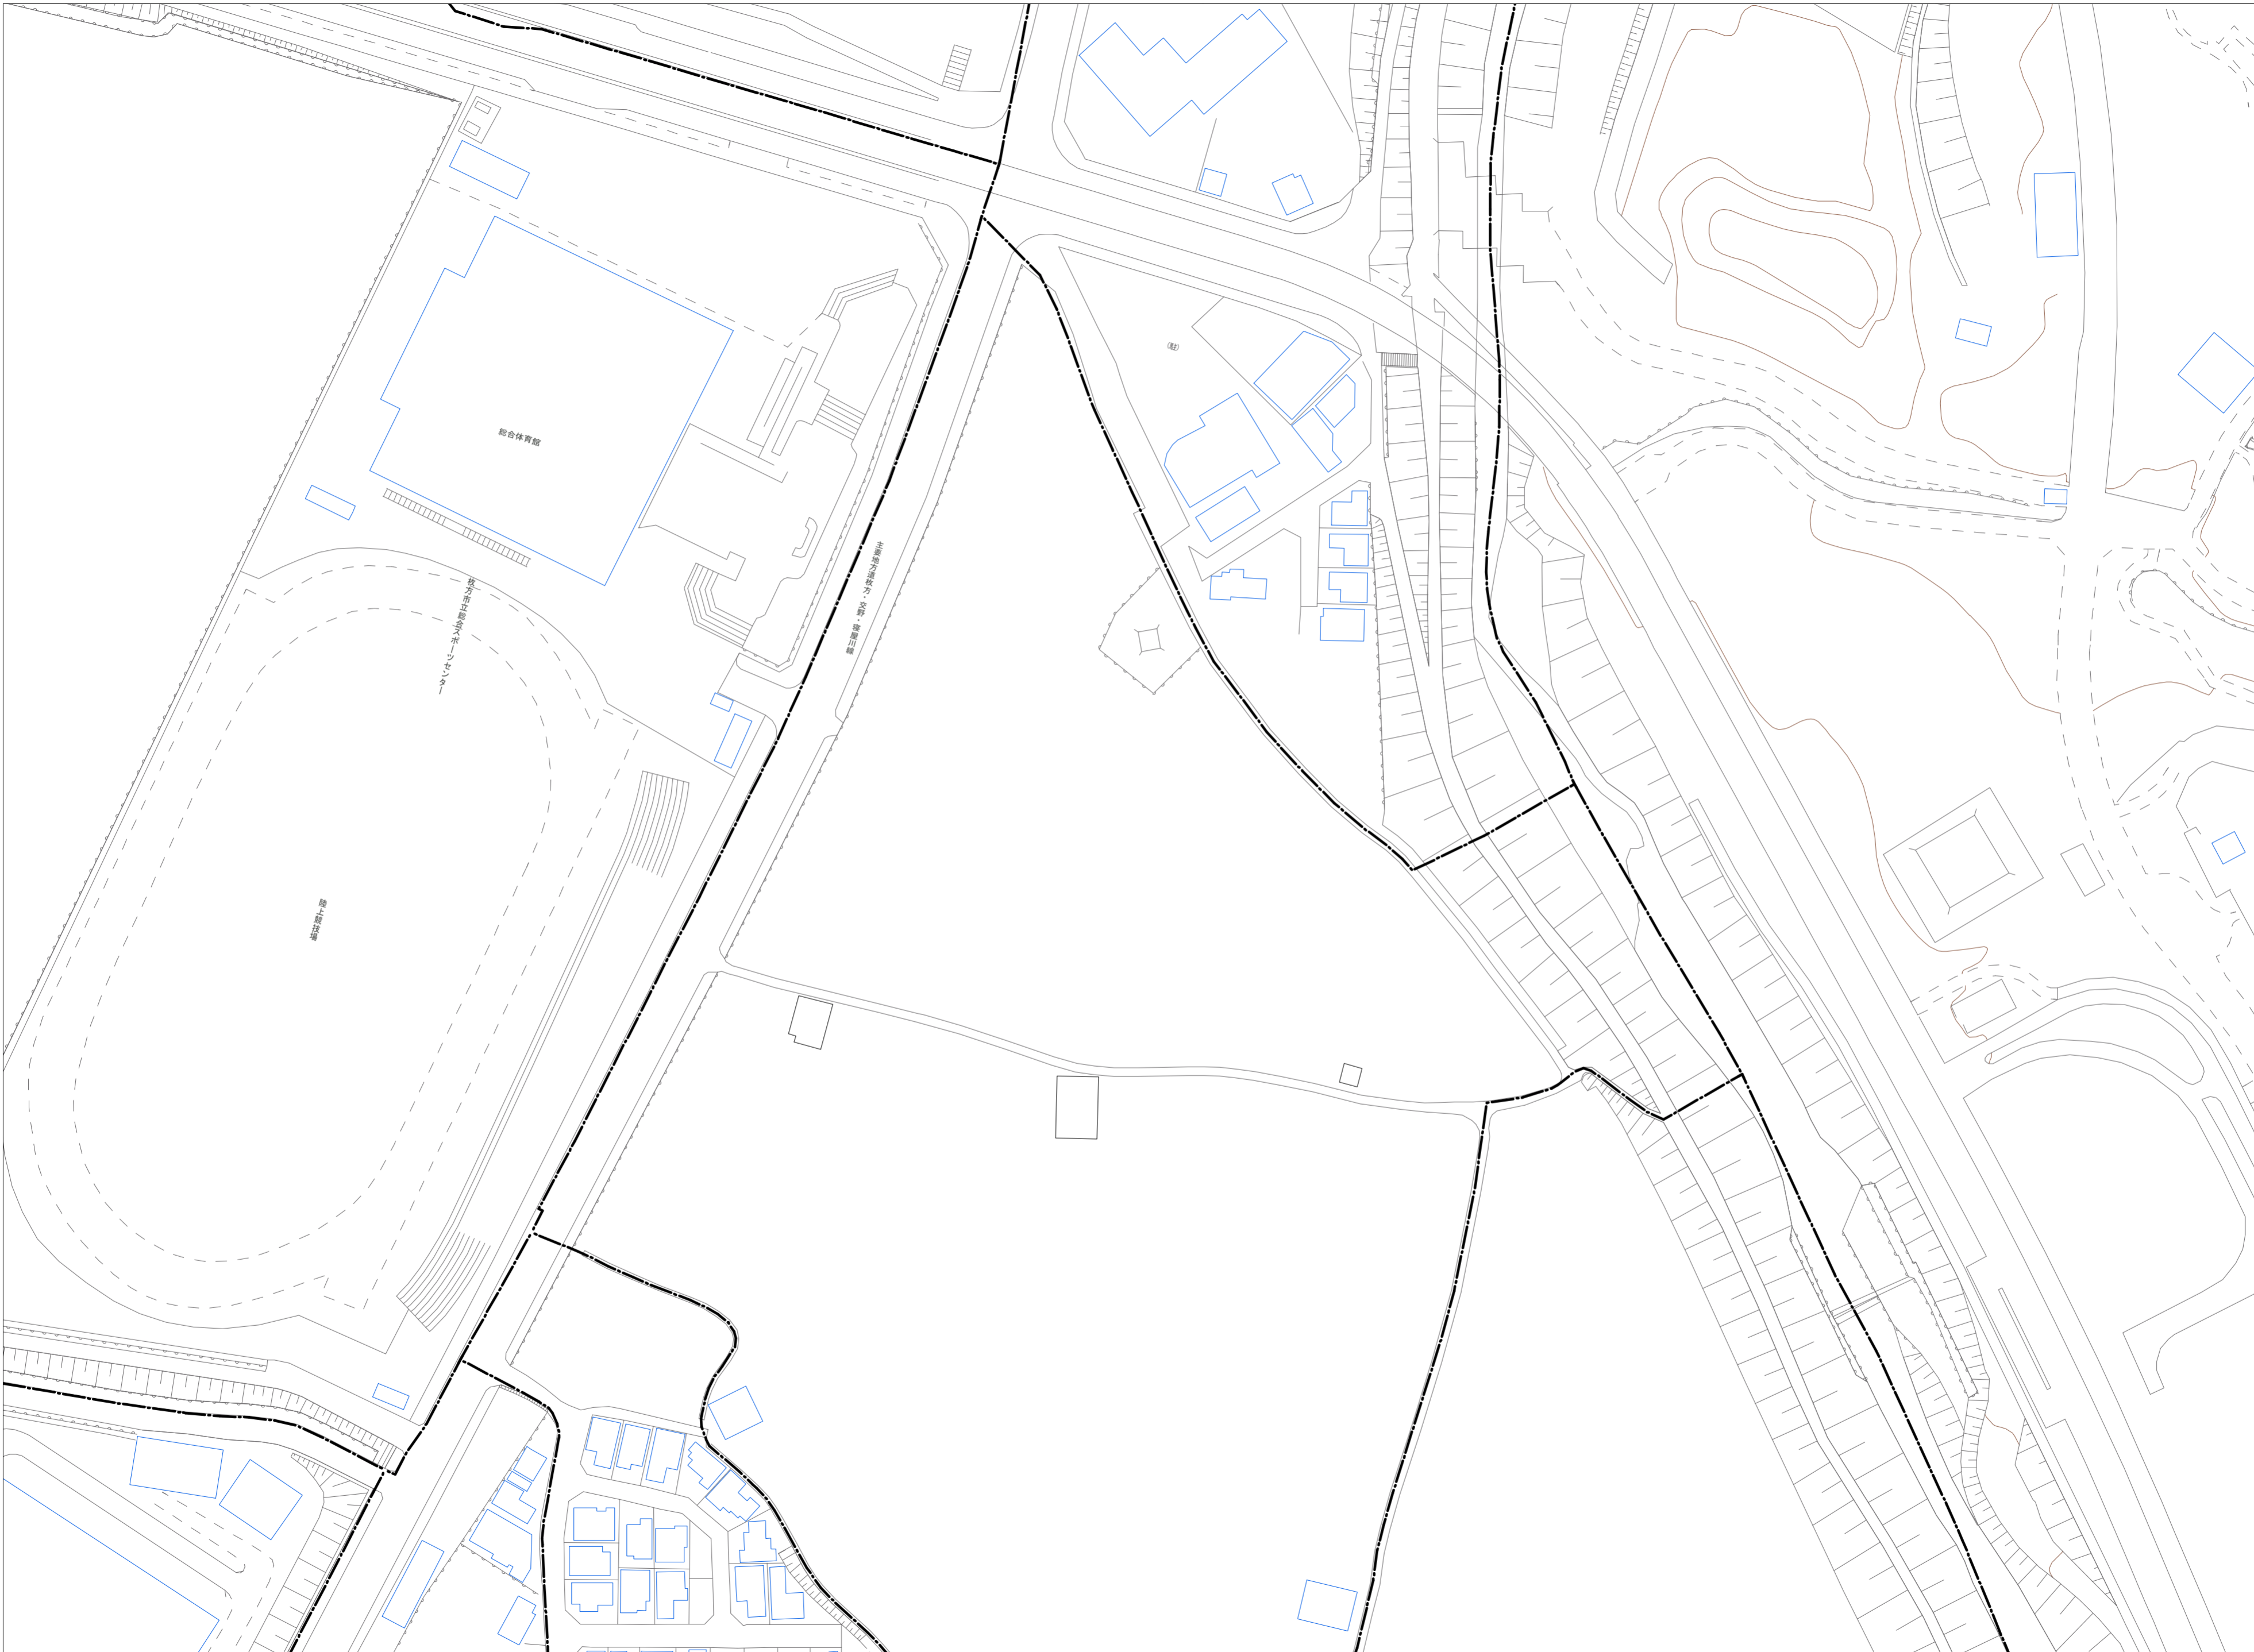 （駐）
総合体育館
主要地方道枚方・交野・寝屋川線
枚方市立総合スポーツセンター
陸上競技場